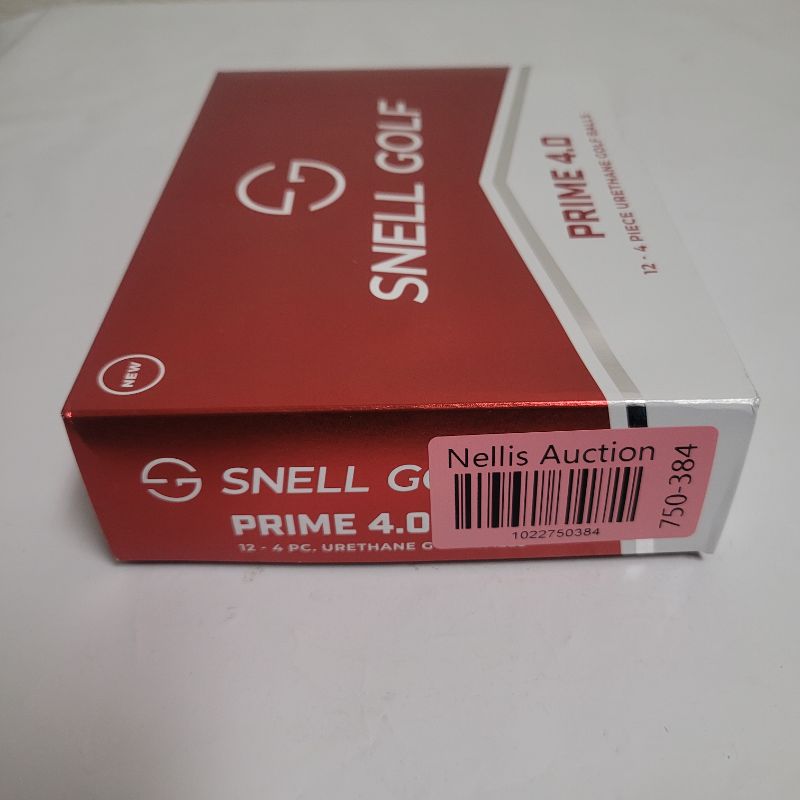 SNELL GOLF
PRIME 4.0
12 - 4 PIECE URETHANE GOLF BALLS
NEW
SNELL
PRIME 4.0
12 - 4 PC. URETHANE
Nellis Auction
1022750384
750-384